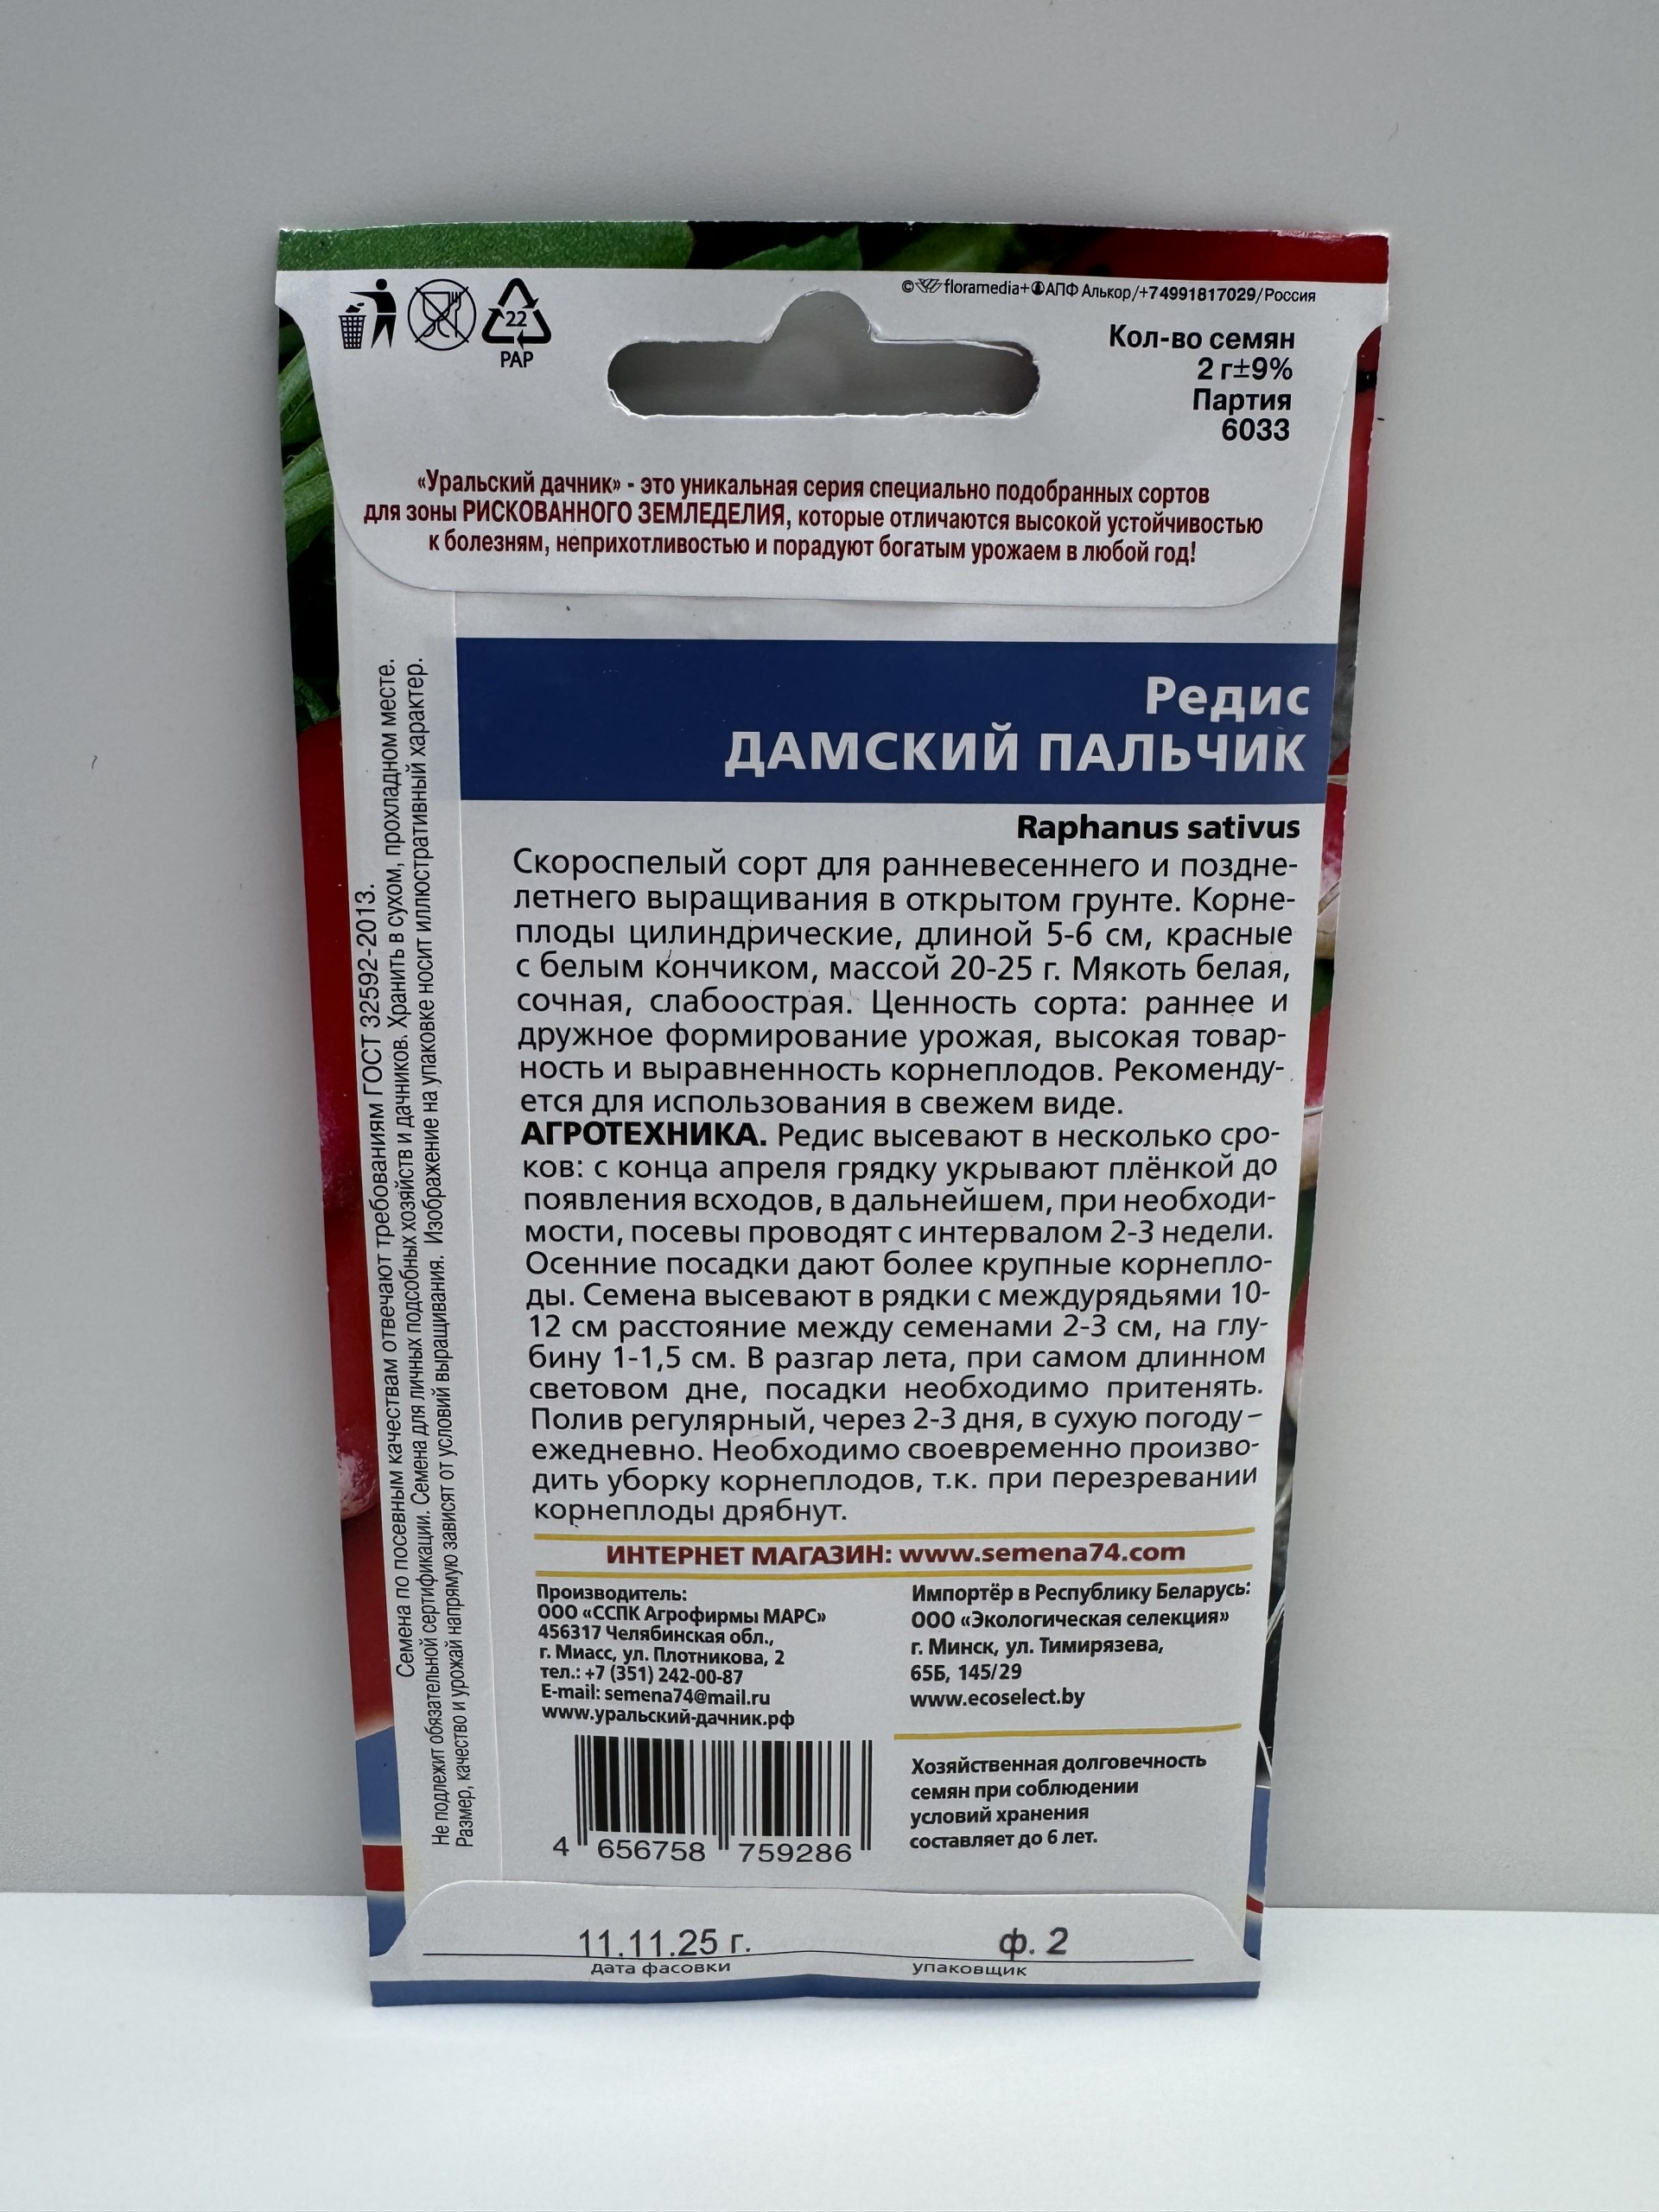 ©floramedia+АПФ Алькор/+74991817029/Россия
22
PAP
Кол-во семян
2 г±9%
Партия
6033
«Уральский дачник» - это уникальная серия специально подобранных сортов
для зоны РИСКОВАННОГО ЗЕМЛЕДЕЛИЯ, которые отличаются высокой устойчивостью
к болезням, неприхотливостью и порадуют богатым урожаем в любой год!
Редис
ДАМСКИЙ ПАЛЬЧИК
Raphanus sativus
Скороспелый сорт для ранневесеннего и поздне-
летнего выращивания в открытом грунте. Корне-
плоды цилиндрические, длиной 5-6 см, красные
с белым кончиком, массой 20-25 г. Мякоть белая,
сочная, слабоострая. Ценность сорта: раннее и
дружное формирование урожая, высокая товар-
ность и выравненность корнеплодов. Рекоменду-
ется для использования в свежем виде.
АГРОТЕХНИКА. Редис высевают в несколько сро-
ков: с конца апреля грядку укрывают плёнкой до
появления всходов, в дальнейшем, при необходи-
мости, посевы проводят с интервалом 2-3 недели.
Осенние посадки дают более крупные корнепло-
ды. Семена высевают в рядки с междурядьями 10-
12 см расстояние между семенами 2-3 см, на глу-
бину 1-1,5 см. В разгар лета, при самом длинном
световом дне, посадки необходимо притенять.
Полив регулярный, через 2-3 дня, в сухую погоду –
ежедневно. Необходимо своевременно произво-
дить уборку корнеплодов, т.к. при перезревании
корнеплоды дрябнут.
ИНТЕРНЕТ МАГАЗИН: www.semena74.com
Производитель:
ООО «ССПК Агрофирмы МАРС»
456317 Челябинская обл.,
г. Миасс, ул. Плотникова, 2
тел.: +7 (351) 242-00-87
E-mail: semena74@mail.ru
www.уральский-дачник.рф
Импортёр в Республику Беларусь:
ООО «Экологическая селекция»
г. Минск, ул. Тимирязева,
65Б, 145/29
www.ecoselect.by
Хозяйственная долговечность
семян при соблюдении
условий хранения
составляет до 6 лет.
4 656758 759286
11.11.25 г.
дата фасовки
ф. 2
упаковщик
Семена по посевным качествам отвечают требованиям ГОСТ 32592-2013.
Не подлежит обязательной сертификации. Семена для личных подсобных хозяйств и дачников. Хранить в сухом, прохладном месте.
Размер, качество и урожай напрямую зависят от условий выращивания. Изображение на упаковке носит иллюстративный характер.